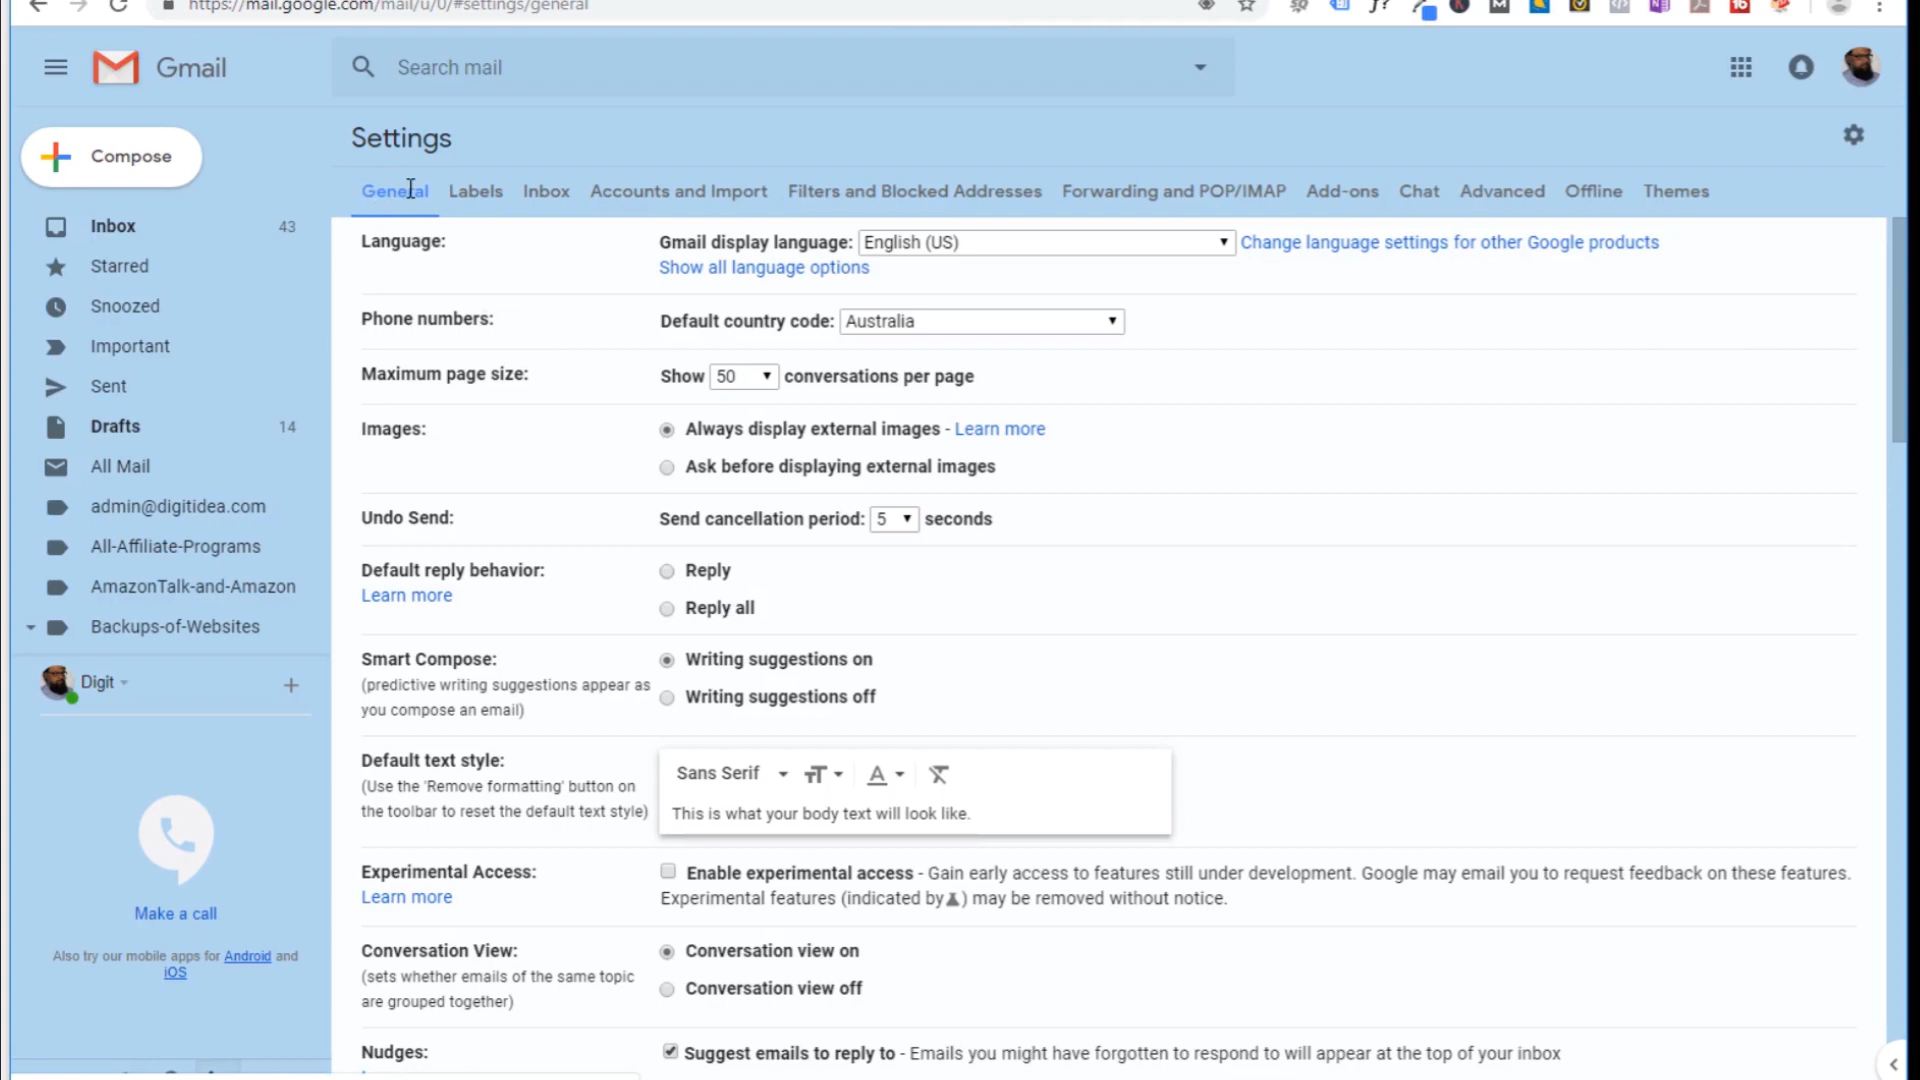 https://mail.google.com/mail/u/0/#settings/general
Gmail
Search mail
Compose
Settings
General Labels Inbox Accounts and Import Filters and Blocked Addresses Forwarding and POP/IMAP Add-ons Chat Advanced Offline Themes
Inbox 43
Starred
Snoozed
Important
Sent
Drafts 14
All Mail
admin@digitidea.com
All-Affiliate-Programs
AmazonTalk-and-Amazon
Backups-of-Websites
Digit
Make a call
Also try our mobile apps for Android and
iOS
Language:
Gmail display language: English (US) Change language settings for other Google products
Show all language options
Phone numbers:
Default country code: Australia
Maximum page size:
Show 50 conversations per page
Images:
Always display external images - Learn more
Ask before displaying external images
Undo Send:
Send cancellation period: 5 seconds
Default reply behavior:
Learn more
Reply
Reply all
Smart Compose:
(predictive writing suggestions appear as
you compose an email)
Writing suggestions on
Writing suggestions off
Default text style:
(Use the 'Remove formatting' button on
the toolbar to reset the default text style)
Sans Serif
This is what your body text will look like.
Experimental Access:
Learn more
Enable experimental access - Gain early access to features still under development. Google may email you to request feedback on these features.
Experimental features (indicated by ) may be removed without notice.
Conversation View:
(sets whether emails of the same topic
are grouped together)
Conversation view on
Conversation view off
Nudges:
Suggest emails to reply to - Emails you might have forgotten to respond to will appear at the top of your inbox